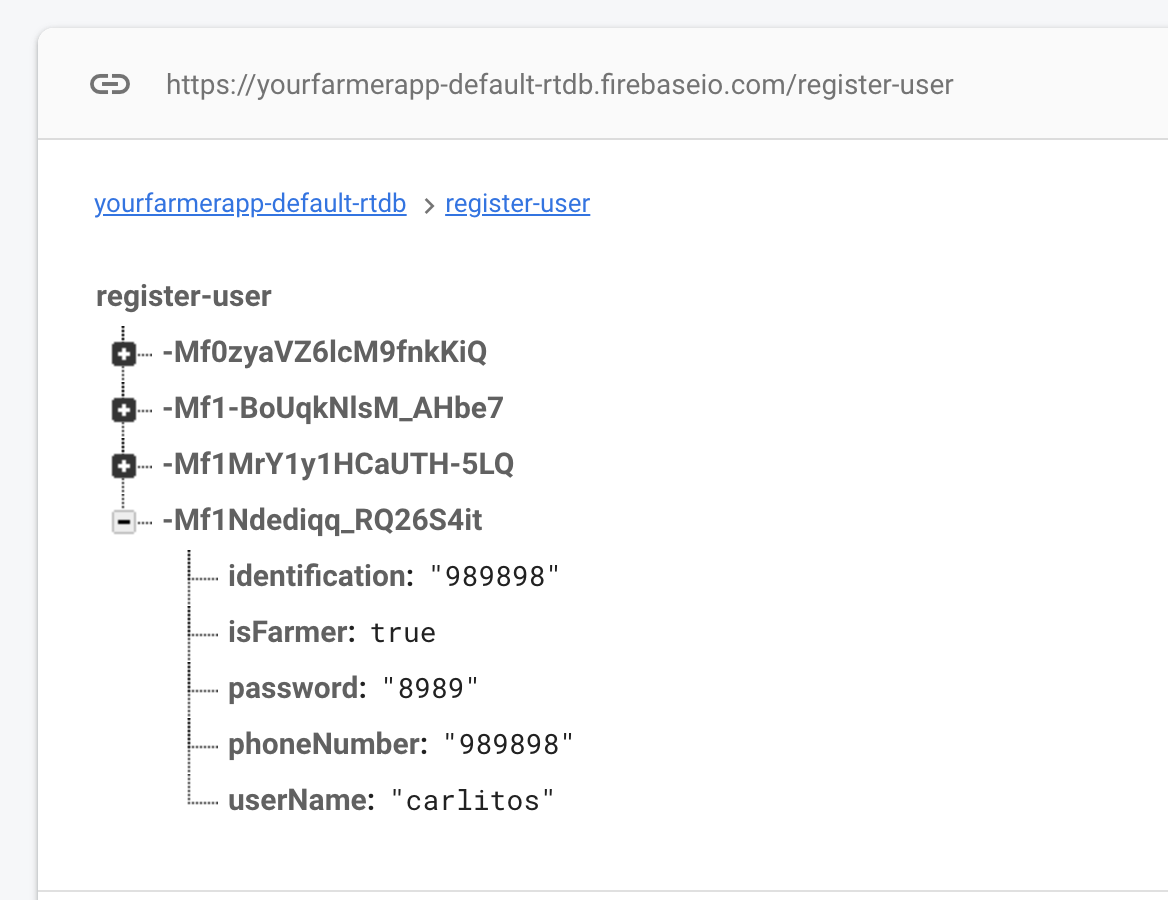 https://yourfarmerapp-default-rtdb.firebaseio.com/register-user
yourfarmerapp-default-rtdb > register-user
register-user
-Mf0zyaVZ6lcM9fnkKiQ
-Mf1-BoUqkNlsM_AHbe7
-Mf1MrY1y1HCaUTH-5LQ
-Mf1Ndediqq_RQ26S4it
identification: "989898"
isFarmer: true
password: "8989"
phoneNumber: "989898"
userName: "carlitos"